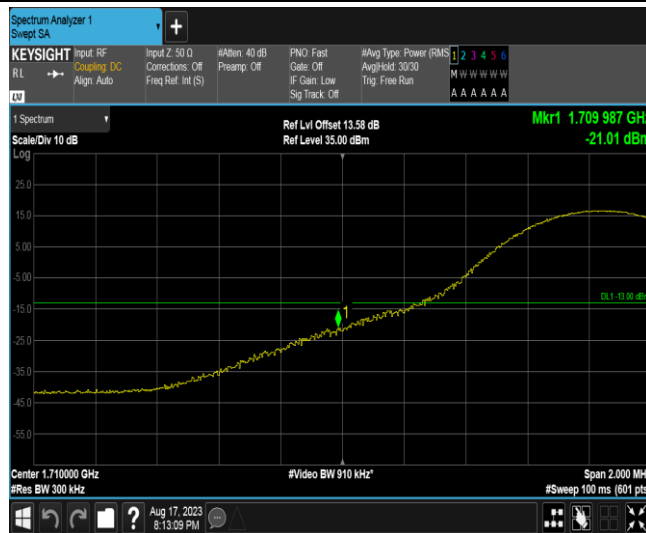 Spectrum Analyzer 1
Swept SA
KEYSIGHT
RL
LXI
Input: RF
Coupling: DC
Align: Auto
Input Z: 50 Ω
Corrections: Off
Freq Ref: Int (S)
#Atten: 40 dB
Preamp: Off
PNO: Fast
Gate: Off
IF Gain: Low
Sig Track: Off
#Avg Type: Power (RMS
Avg|Hold: 30/30
Trig: Free Run
1 2 3 4 5 6
M W W W W W
A A A A A A
1 Spectrum
Scale/Div 10 dB
Ref Lvl Offset 13.58 dB
Ref Level 35.00 dBm
Mkr1 1.709 987 GHz
-21.01 dBm
Log
25.0
15.0
5.00
-5.00
DL1 -13.00 dBm
-15.0
1
-25.0
-35.0
-45.0
-55.0
Center 1.710000 GHz
#Video BW 910 kHz*
Span 2.000 MH
#Res BW 300 kHz
#Sweep 100 ms (601 pts
Aug 17, 2023
8:13:09 PM